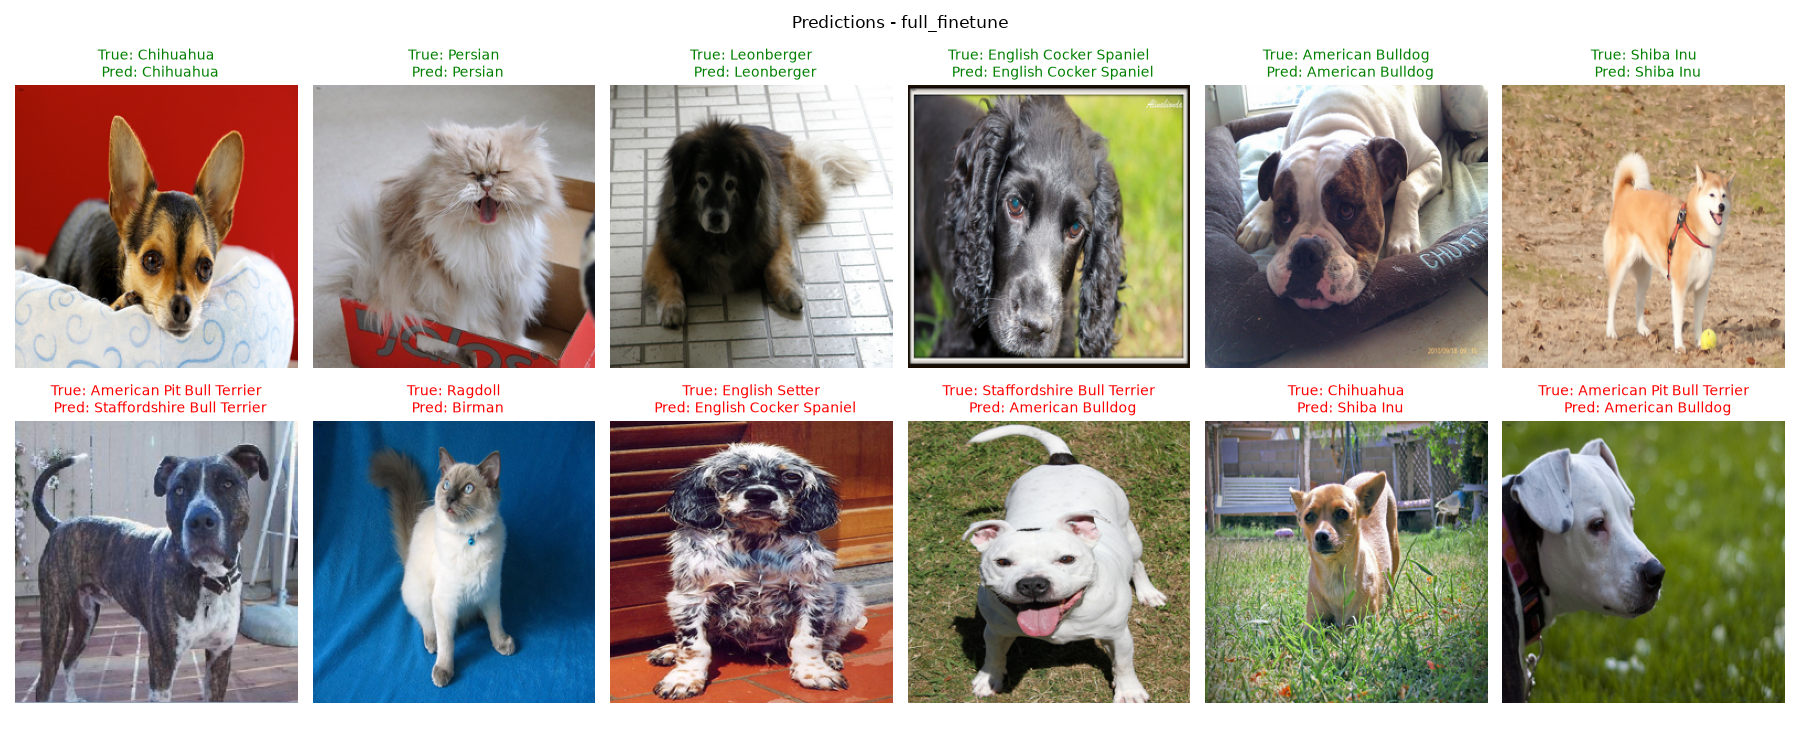 Predictions - full_finetune
True: Chihuahua
Pred: Chihuahua
True: Persian
Pred: Persian
True: Leonberger
Pred: Leonberger
True: English Cocker Spaniel
Pred: English Cocker Spaniel
True: American Bulldog
Pred: American Bulldog
True: Shiba Inu
Pred: Shiba Inu
True: American Pit Bull Terrier
Pred: Staffordshire Bull Terrier
True: Ragdoll
Pred: Birman
True: English Setter
Pred: English Cocker Spaniel
True: Staffordshire Bull Terrier
Pred: American Bulldog
True: Chihuahua
Pred: Shiba Inu
True: American Pit Bull Terrier
Pred: American Bulldog